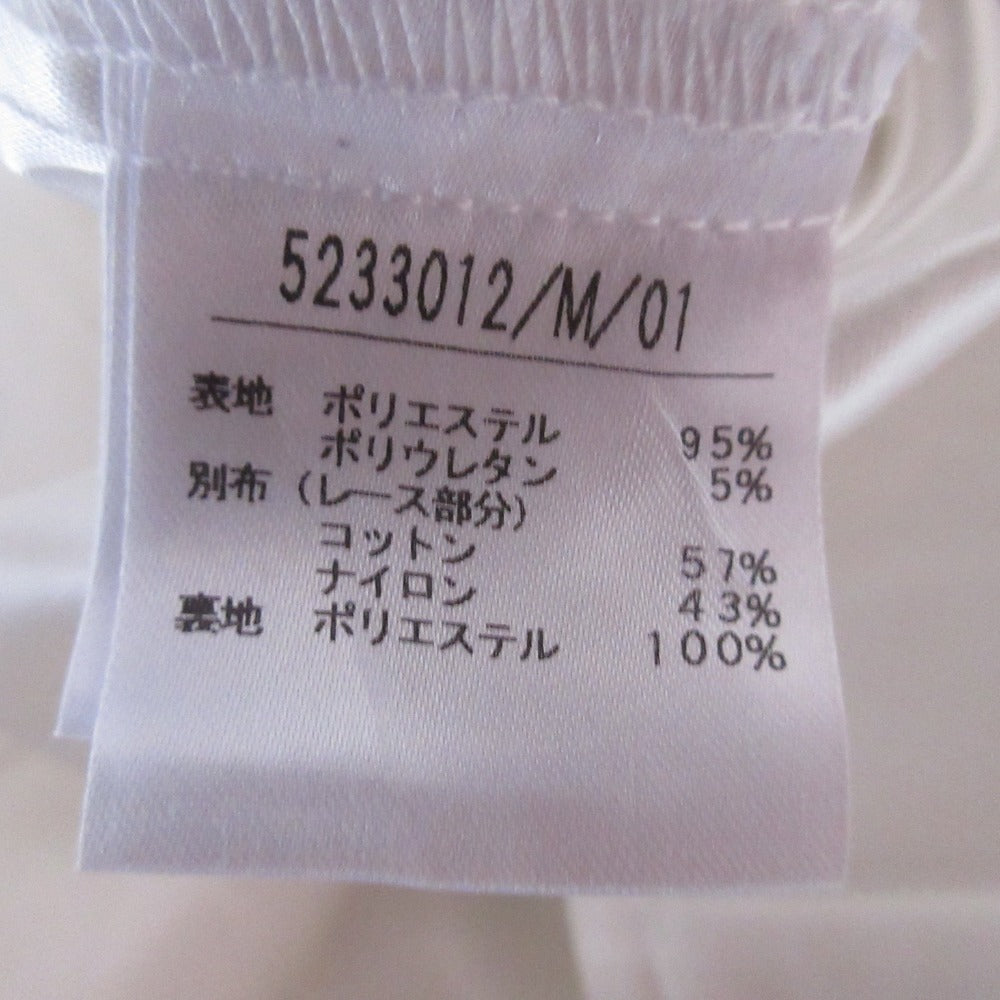 5233012/M/01
表地 ポリエステル 95%
ポリウレタン 5%
別布 (レース部分)
コットン 57%
ナイロン 43%
裏地 ポリエステル 100%